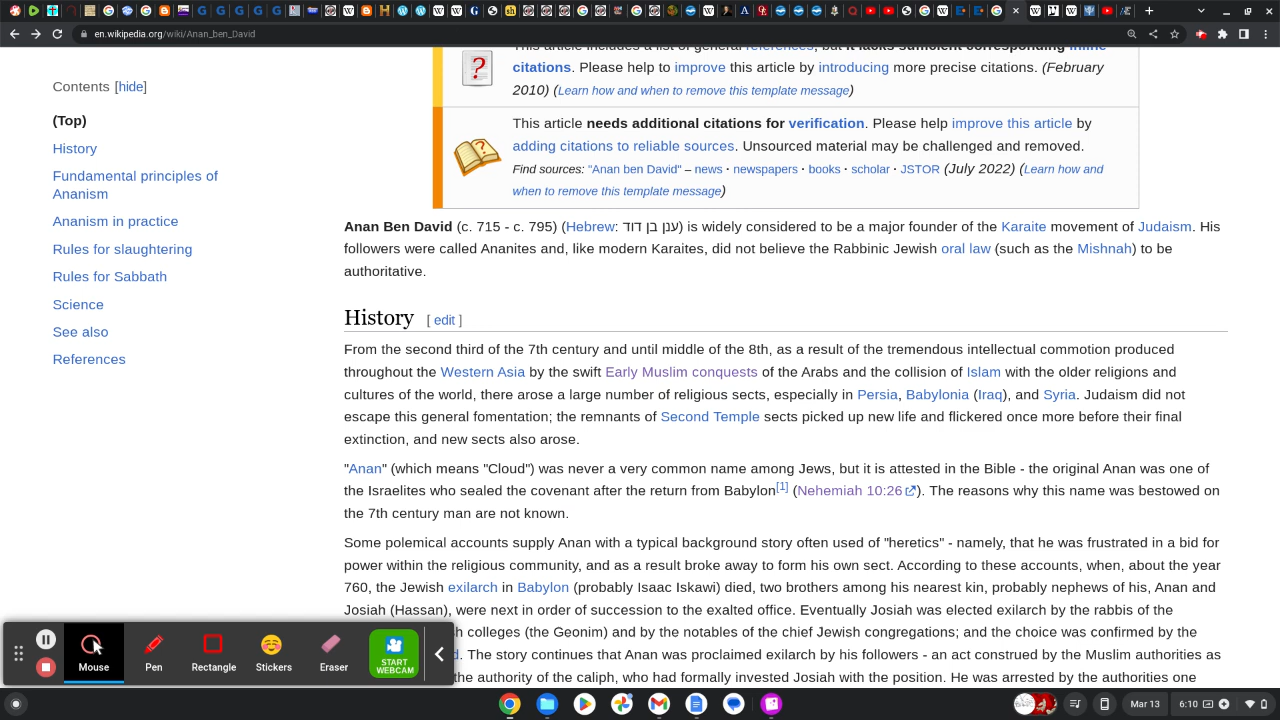 en.wikipedia.org/wiki/Anan_ben_David
Contents [hide]
(Top)
History
Fundamental principles of
Ananism
Ananism in practice
Rules for slaughtering
Rules for Sabbath
Science
See also
References
This article includes a list of general references, but it lacks sufficient corresponding inline
citations. Please help to improve this article by introducing more precise citations. (February
2010) (Learn how and when to remove this template message)
This article needs additional citations for verification. Please help improve this article by
adding citations to reliable sources. Unsourced material may be challenged and removed.
Find sources: "Anan ben David" – news · newspapers · books · scholar · JSTOR (July 2022) (Learn how and
when to remove this template message)
Anan Ben David (c. 715 - c. 795) (Hebrew: ענן בן דוד) is widely considered to be a major founder of the Karaite movement of Judaism. His
followers were called Ananites and, like modern Karaites, did not believe the Rabbinic Jewish oral law (such as the Mishnah) to be
authoritative.
History [ edit ]
From the second third of the 7th century and until middle of the 8th, as a result of the tremendous intellectual commotion produced
throughout the Western Asia by the swift Early Muslim conquests of the Arabs and the collision of Islam with the older religions and
cultures of the world, there arose a large number of religious sects, especially in Persia, Babylonia (Iraq), and Syria. Judaism did not
escape this general fomentation; the remnants of Second Temple sects picked up new life and flickered once more before their final
extinction, and new sects also arose.
"Anan" (which means "Cloud") was never a very common name among Jews, but it is attested in the Bible - the original Anan was one of
the Israelites who sealed the covenant after the return from Babylon[1] (Nehemiah 10:26). The reasons why this name was bestowed on
the 7th century man are not known.
Some polemical accounts supply Anan with a typical background story often used of "heretics" - namely, that he was frustrated in a bid for
power within the religious community, and as a result broke away to form his own sect. According to these accounts, when, about the year
760, the Jewish exilarch in Babylon (probably Isaac Iskawi) died, two brothers among his nearest kin, probably nephews of his, Anan and
Josiah (Hassan), were next in order of succession to the exalted office. Eventually Josiah was elected exilarch by the rabbis of the
h colleges (the Geonim) and by the notables of the chief Jewish congregations; and the choice was confirmed by the
d. The story continues that Anan was proclaimed exilarch by his followers - an act construed by the Muslim authorities as
the authority of the caliph, who had formally invested Josiah with the position. He was arrested by the authorities one
Mouse
Pen
Rectangle
Stickers
Eraser
START
WEBCAM
Mar 13
6:10